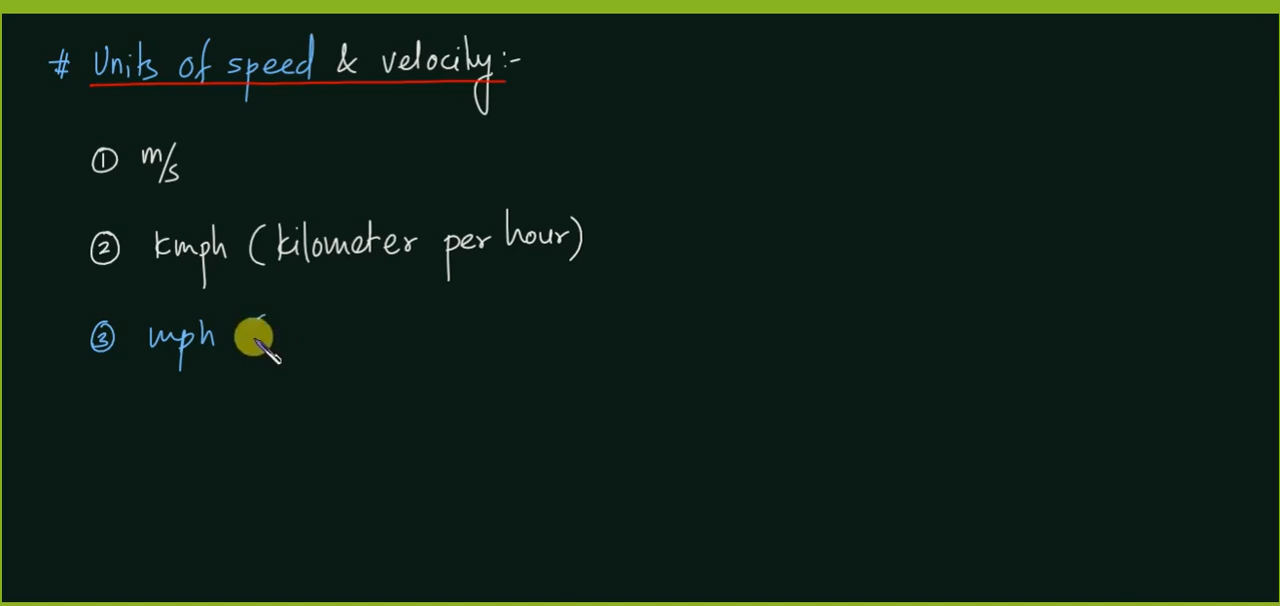 # Units of speed & velocity:-
① m/s
② kmph (kilometer per hour)
③ mph (